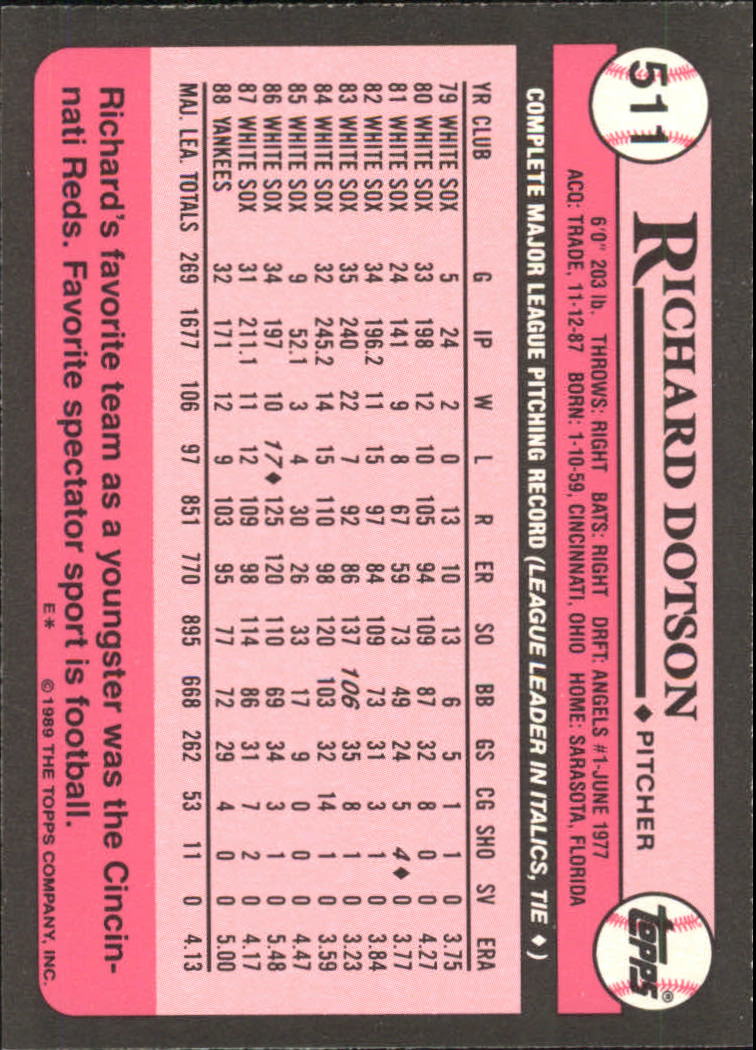 511
RICHARD DOTSON ♦ PITCHER
Topps®
6'0" 203 lb. THROWS: RIGHT BATS: RIGHT DRFT: ANGELS #1-JUNE 1977
ACQ: TRADE, 11-12-87 BORN: 1-10-59, CINCINNATI, OHIO HOME: SARASOTA, FLORIDA
COMPLETE MAJOR LEAGUE PITCHING RECORD (LEAGUE LEADER IN ITALICS, TIE ♦)
YR CLUB G IP W L R ER SO BB GS CG SHO SV ERA
79 WHITE SOX 5 24 2 0 13 10 13 6 5 1 1 0 3.75
80 WHITE SOX 33 198 12 10 105 94 109 87 32 8 0 0 4.27
81 WHITE SOX 24 141 9 8 67 59 73 49 24 5 4♦ 0 3.77
82 WHITE SOX 34 196.2 11 15 97 84 109 73 31 3 1 0 3.84
83 WHITE SOX 35 240 22 7 92 86 137 106 35 8 1 0 3.23
84 WHITE SOX 32 245.2 14 15 110 98 120 103 32 14 1 0 3.59
85 WHITE SOX 9 52.1 3 4 30 26 33 17 9 0 0 0 4.47
86 WHITE SOX 34 197 10 17♦ 125 120 110 69 34 3 1 0 5.48
87 WHITE SOX 31 211.1 11 12 109 98 114 86 31 7 2 0 4.17
88 YANKEES 32 171 12 9 103 95 77 72 29 4 0 0 5.00
MAJ. LEA. TOTALS 269 1677 106 97 851 770 895 668 262 53 11 0 4.13
Richard's favorite team as a youngster was the Cincin-
nati Reds. Favorite spectator sport is football.
E* © 1989 THE TOPPS COMPANY, INC.